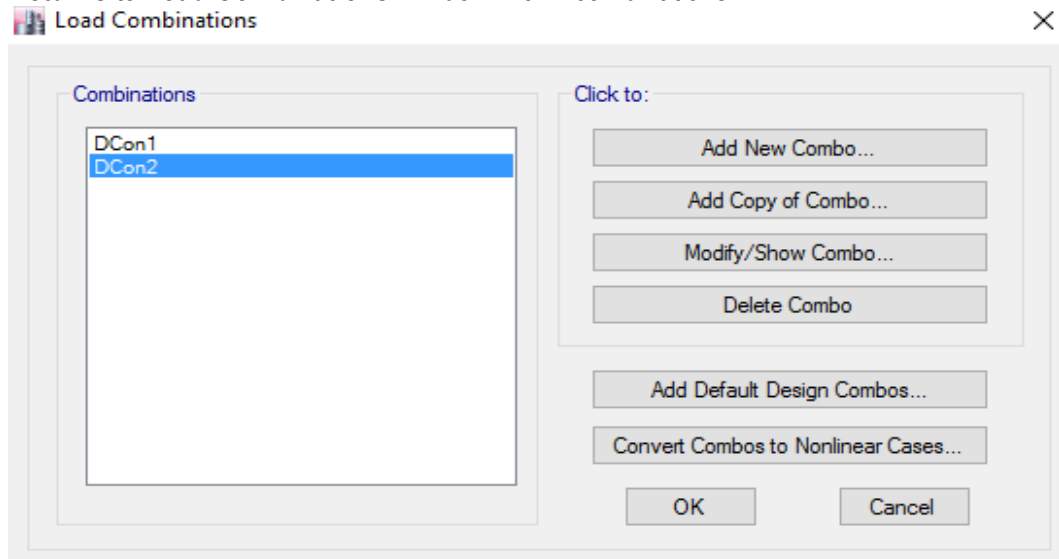 Load Combinations
Combinations
DCon1
DCon2
Click to:
Add New Combo...
Add Copy of Combo...
Modify/Show Combo...
Delete Combo
Add Default Design Combos...
Convert Combos to Nonlinear Cases...
OK
Cancel